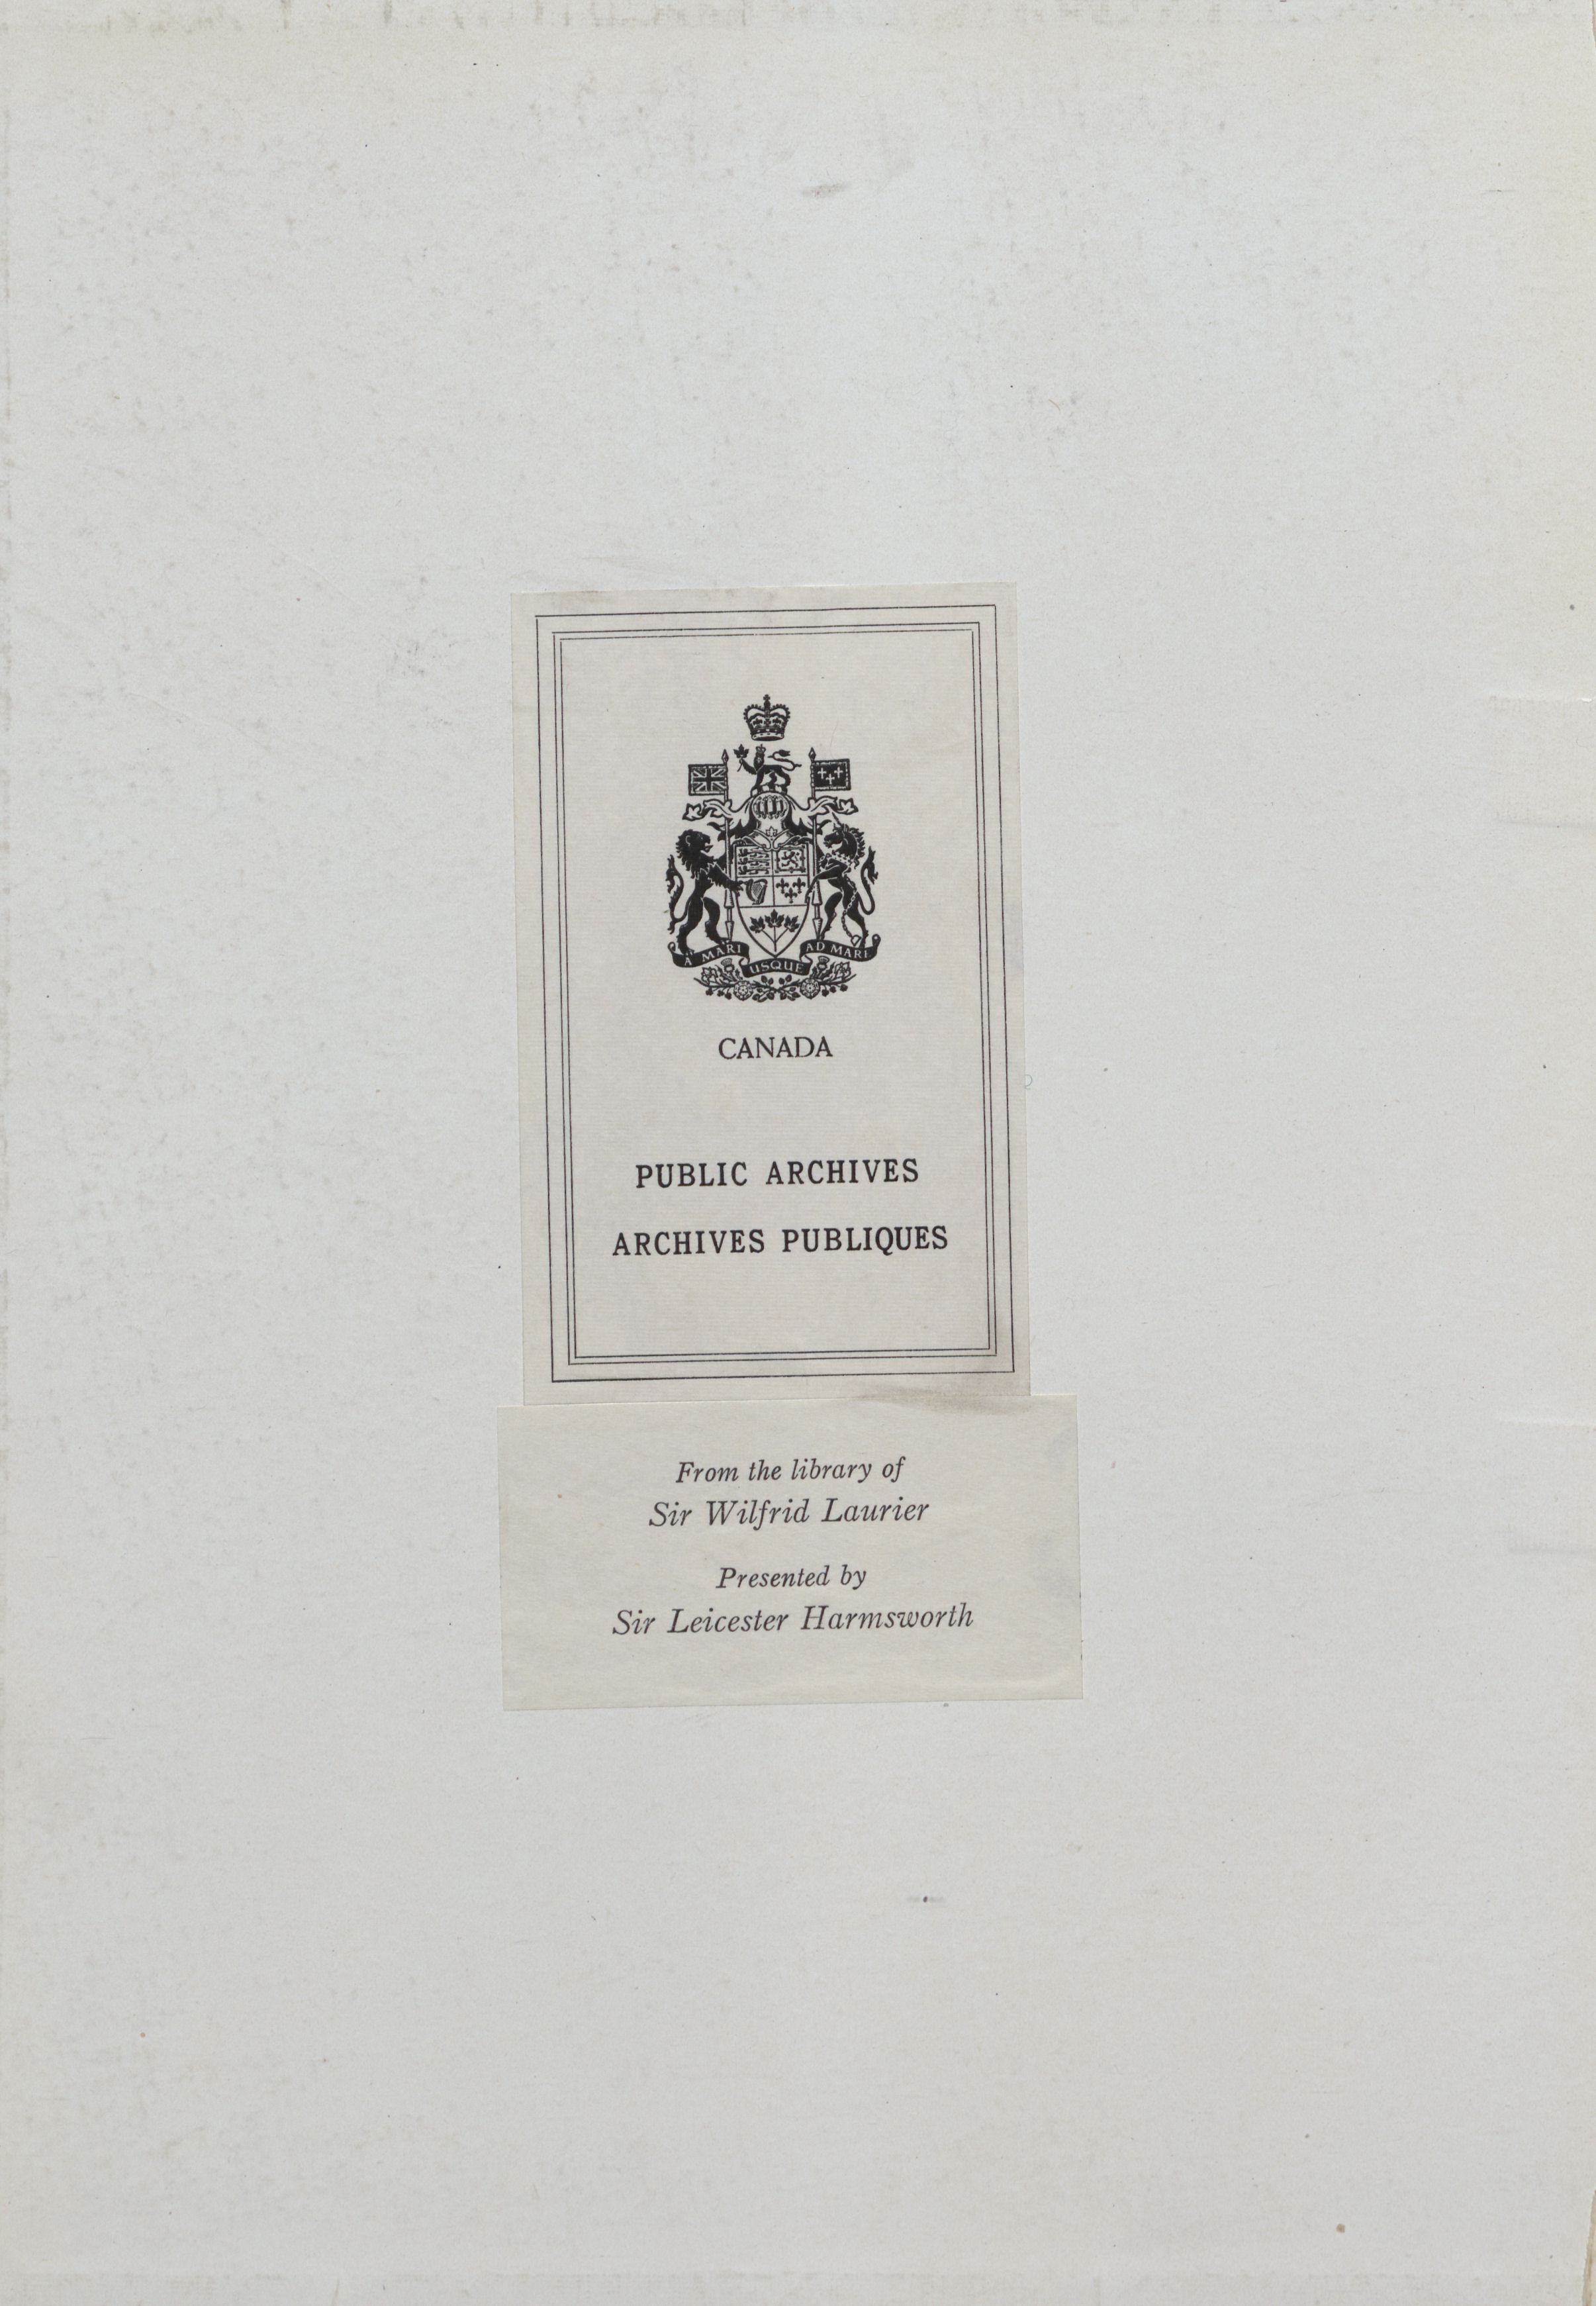 A MARI USQUE AD MARE
CANADA
PUBLIC ARCHIVES
ARCHIVES PUBLIQUES
From the library of
Sir Wilfrid Laurier
Presented by
Sir Leicester Harmsworth